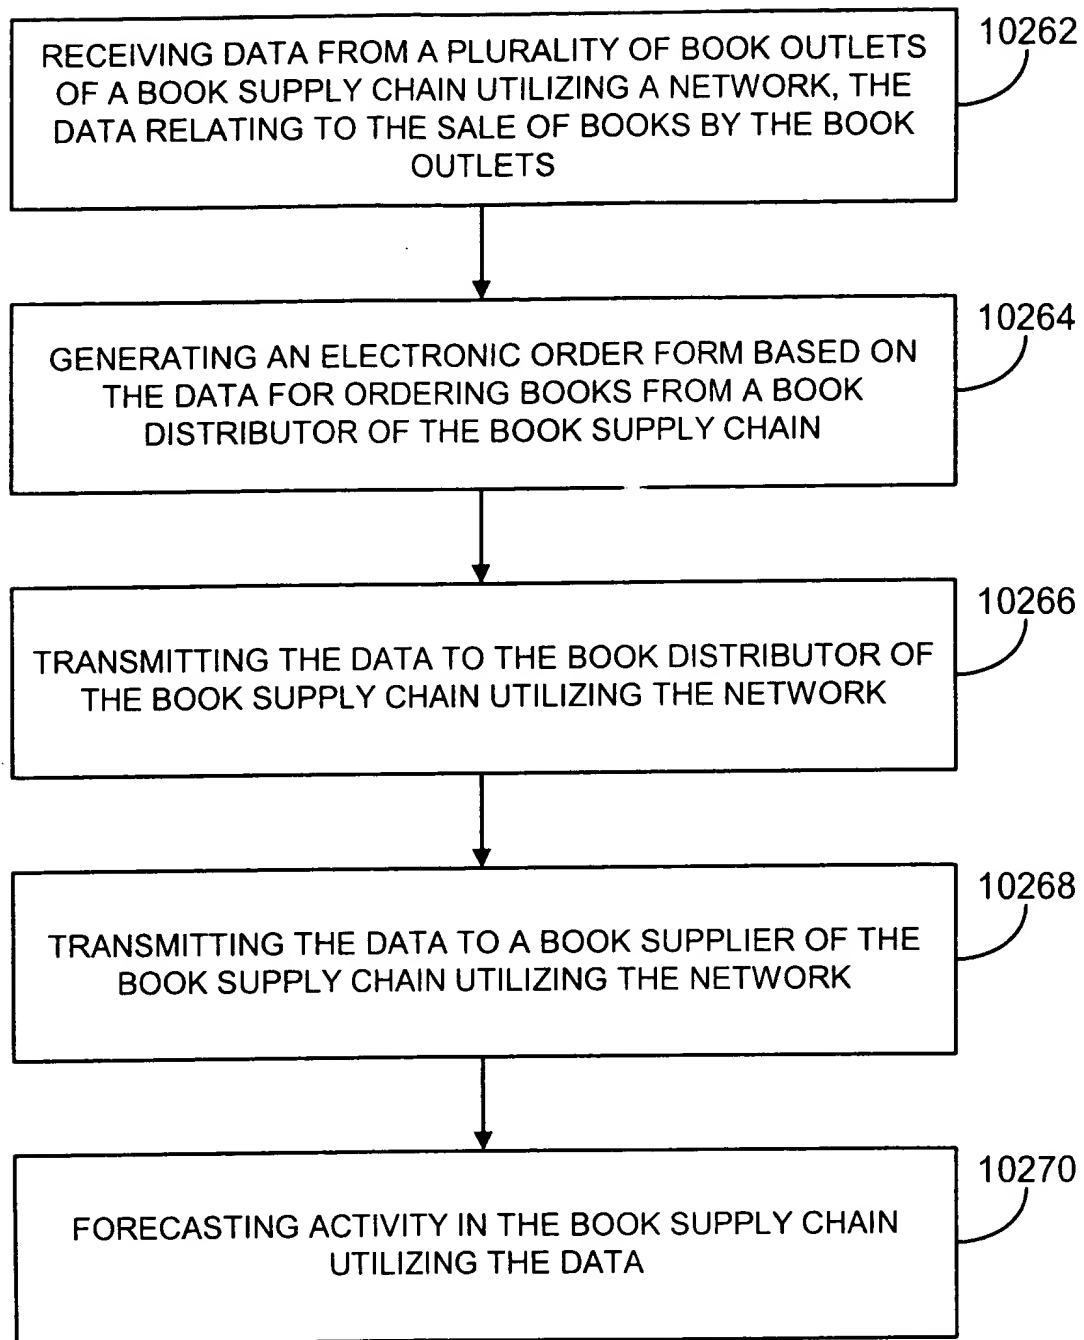 RECEIVING DATA FROM A PLURALITY OF BOOK OUTLETS
OF A BOOK SUPPLY CHAIN UTILIZING A NETWORK, THE
DATA RELATING TO THE SALE OF BOOKS BY THE BOOK
OUTLETS
10262
GENERATING AN ELECTRONIC ORDER FORM BASED ON
THE DATA FOR ORDERING BOOKS FROM A BOOK
DISTRIBUTOR OF THE BOOK SUPPLY CHAIN
10264
TRANSMITTING THE DATA TO THE BOOK DISTRIBUTOR OF
THE BOOK SUPPLY CHAIN UTILIZING THE NETWORK
10266
TRANSMITTING THE DATA TO A BOOK SUPPLIER OF THE
BOOK SUPPLY CHAIN UTILIZING THE NETWORK
10268
FORECASTING ACTIVITY IN THE BOOK SUPPLY CHAIN
UTILIZING THE DATA
10270